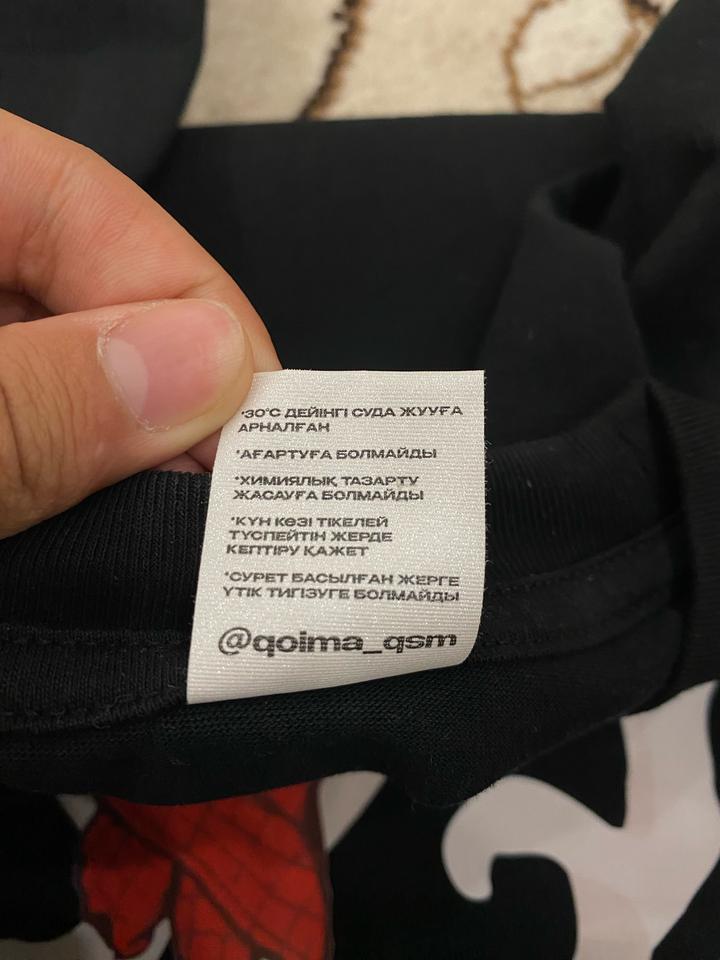 *30°C ДЕЙІНГІ СУДА ЖУУҒА
АРНАЛҒАН
*АҒАРТУҒА БОЛМАЙДЫ
*ХИМИЯЛЫҚ ТАЗАРТУ
ЖАСАУҒА БОЛМАЙДЫ
*КҮН КӨЗІ ТІКЕЛЕЙ
ТҮСПЕЙТІН ЖЕРДЕ
КЕПТІРУ ҚАЖЕТ
*СУРЕТ БАСЫЛҒАН ЖЕРГЕ
ҮТІК ТИГІЗУГЕ БОЛМАЙДЫ
@qoima_qsm